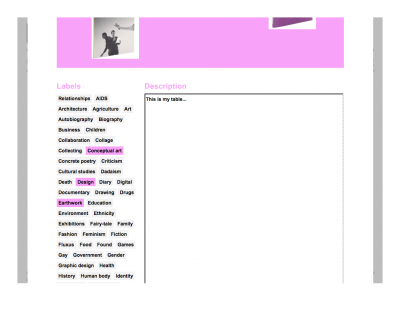 Labels
Description
Relationships AIDS
Architecture Agriculture Art
Autobiography Biography
Business Children
Collaboration Collage
Collecting Conceptual art
Concrete poetry Criticism
Cultural studies Dadaism
Death Design Diary Digital
Documentary Drawing Drugs
Earthwork Education
Environment Ethnicity
Exhibitions Fairy-tale Family
Fashion Feminism Fiction
Fluxus Food Found Games
Gay Government Gender
Graphic design Health
History Human body Identity
This is my table...